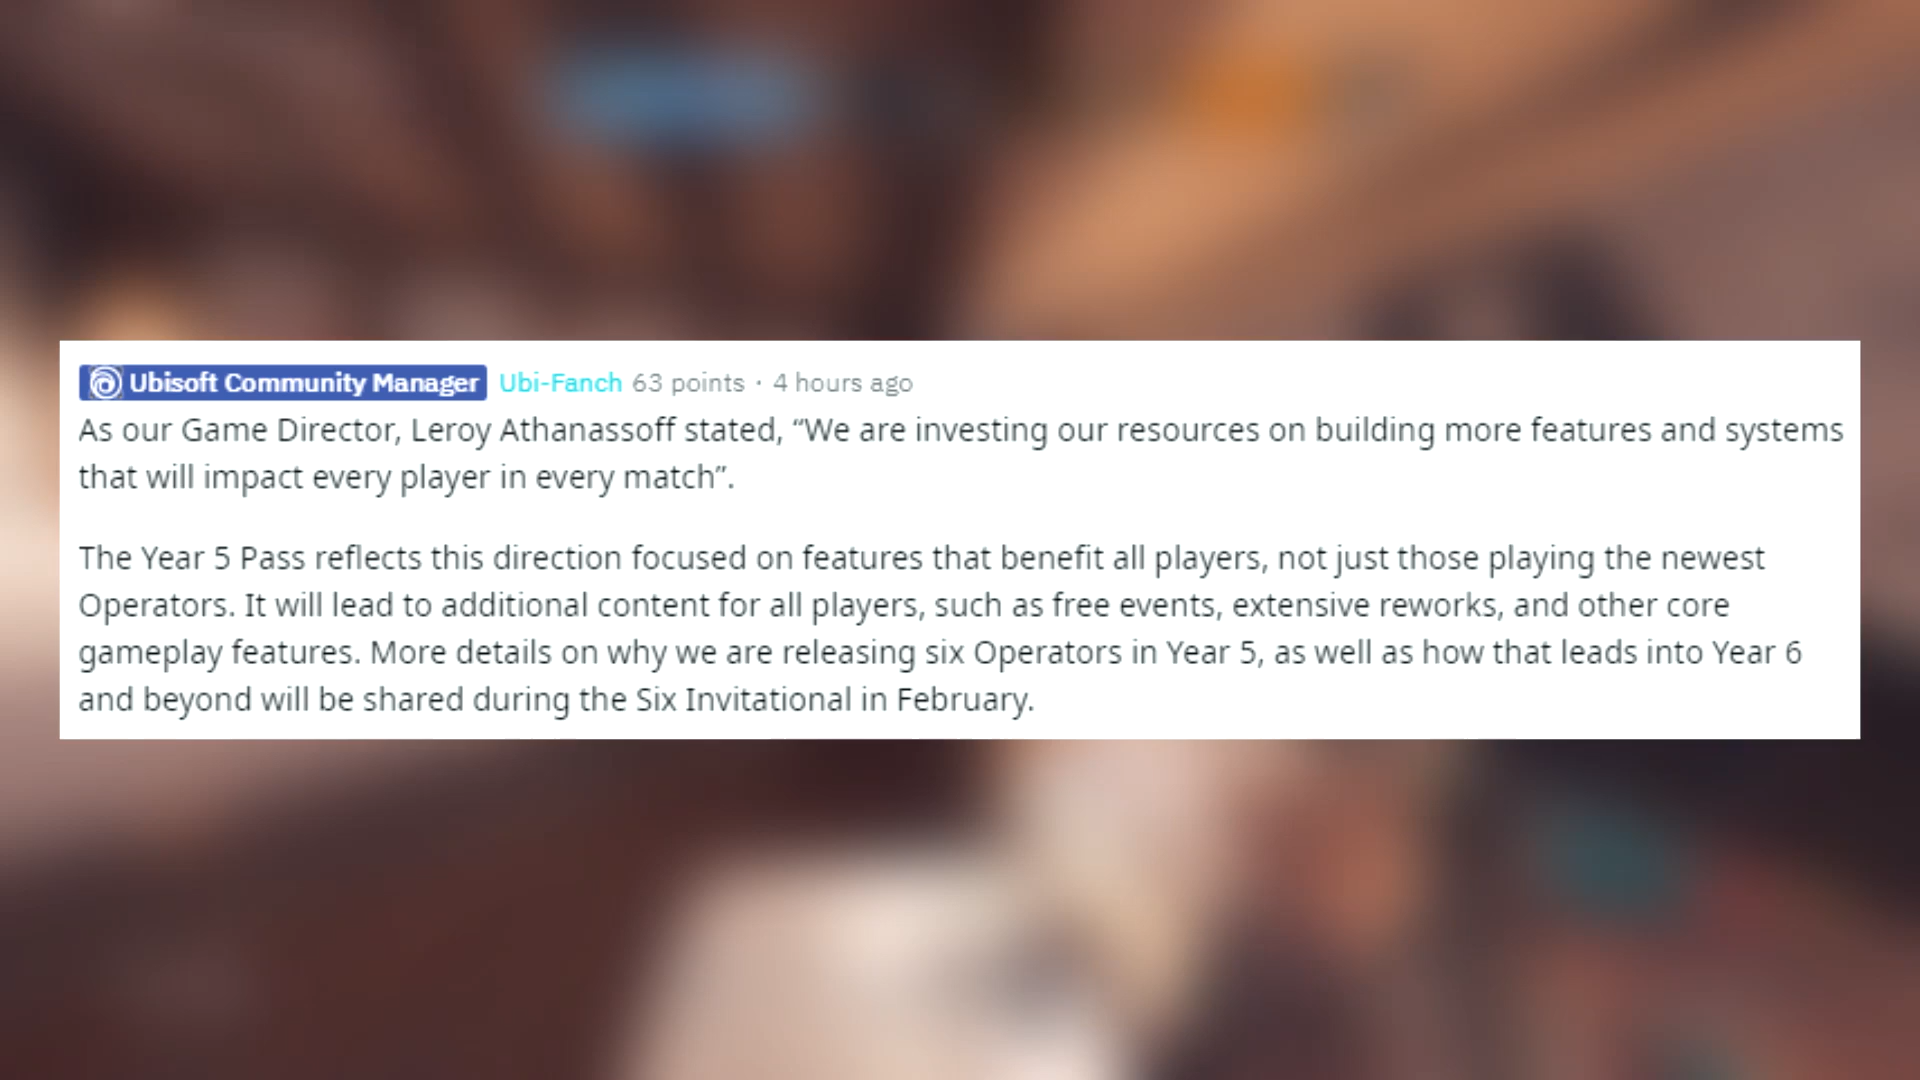 Ubisoft Community Manager Ubi-Fanch 63 points · 4 hours ago
As our Game Director, Leroy Athanassoff stated, “We are investing our resources on building more features and systems
that will impact every player in every match”.
The Year 5 Pass reflects this direction focused on features that benefit all players, not just those playing the newest
Operators. It will lead to additional content for all players, such as free events, extensive reworks, and other core
gameplay features. More details on why we are releasing six Operators in Year 5, as well as how that leads into Year 6
and beyond will be shared during the Six Invitational in February.